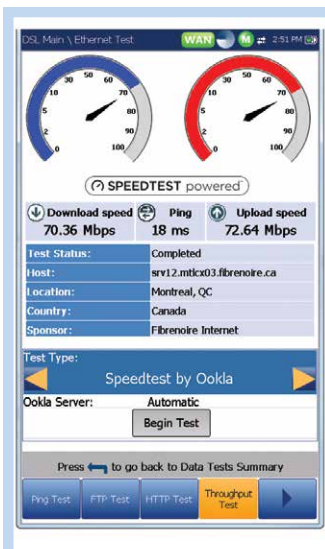 DSL Main \ Ethernet Test WAN M 2:51 PM
0 2 5 10 30 50 60 70 80 90 100
0 2 5 10 30 50 60 70 80 90 100
SPEEDTEST powered
Download speed Ping Upload speed
70.36 Mbps 18 ms 72.64 Mbps
Test Status: Completed
Host: srv12.mtlcx03.fibrenoire.ca
Location: Montreal, QC
Country: Canada
Sponsor: Fibrenoire Internet
Test Type:
Speedtest by Ookla
Ookla Server: Automatic
Begin Test
Press to go back to Data Tests Summary
Ping Test FTP Test HTTP Test Throughput Test